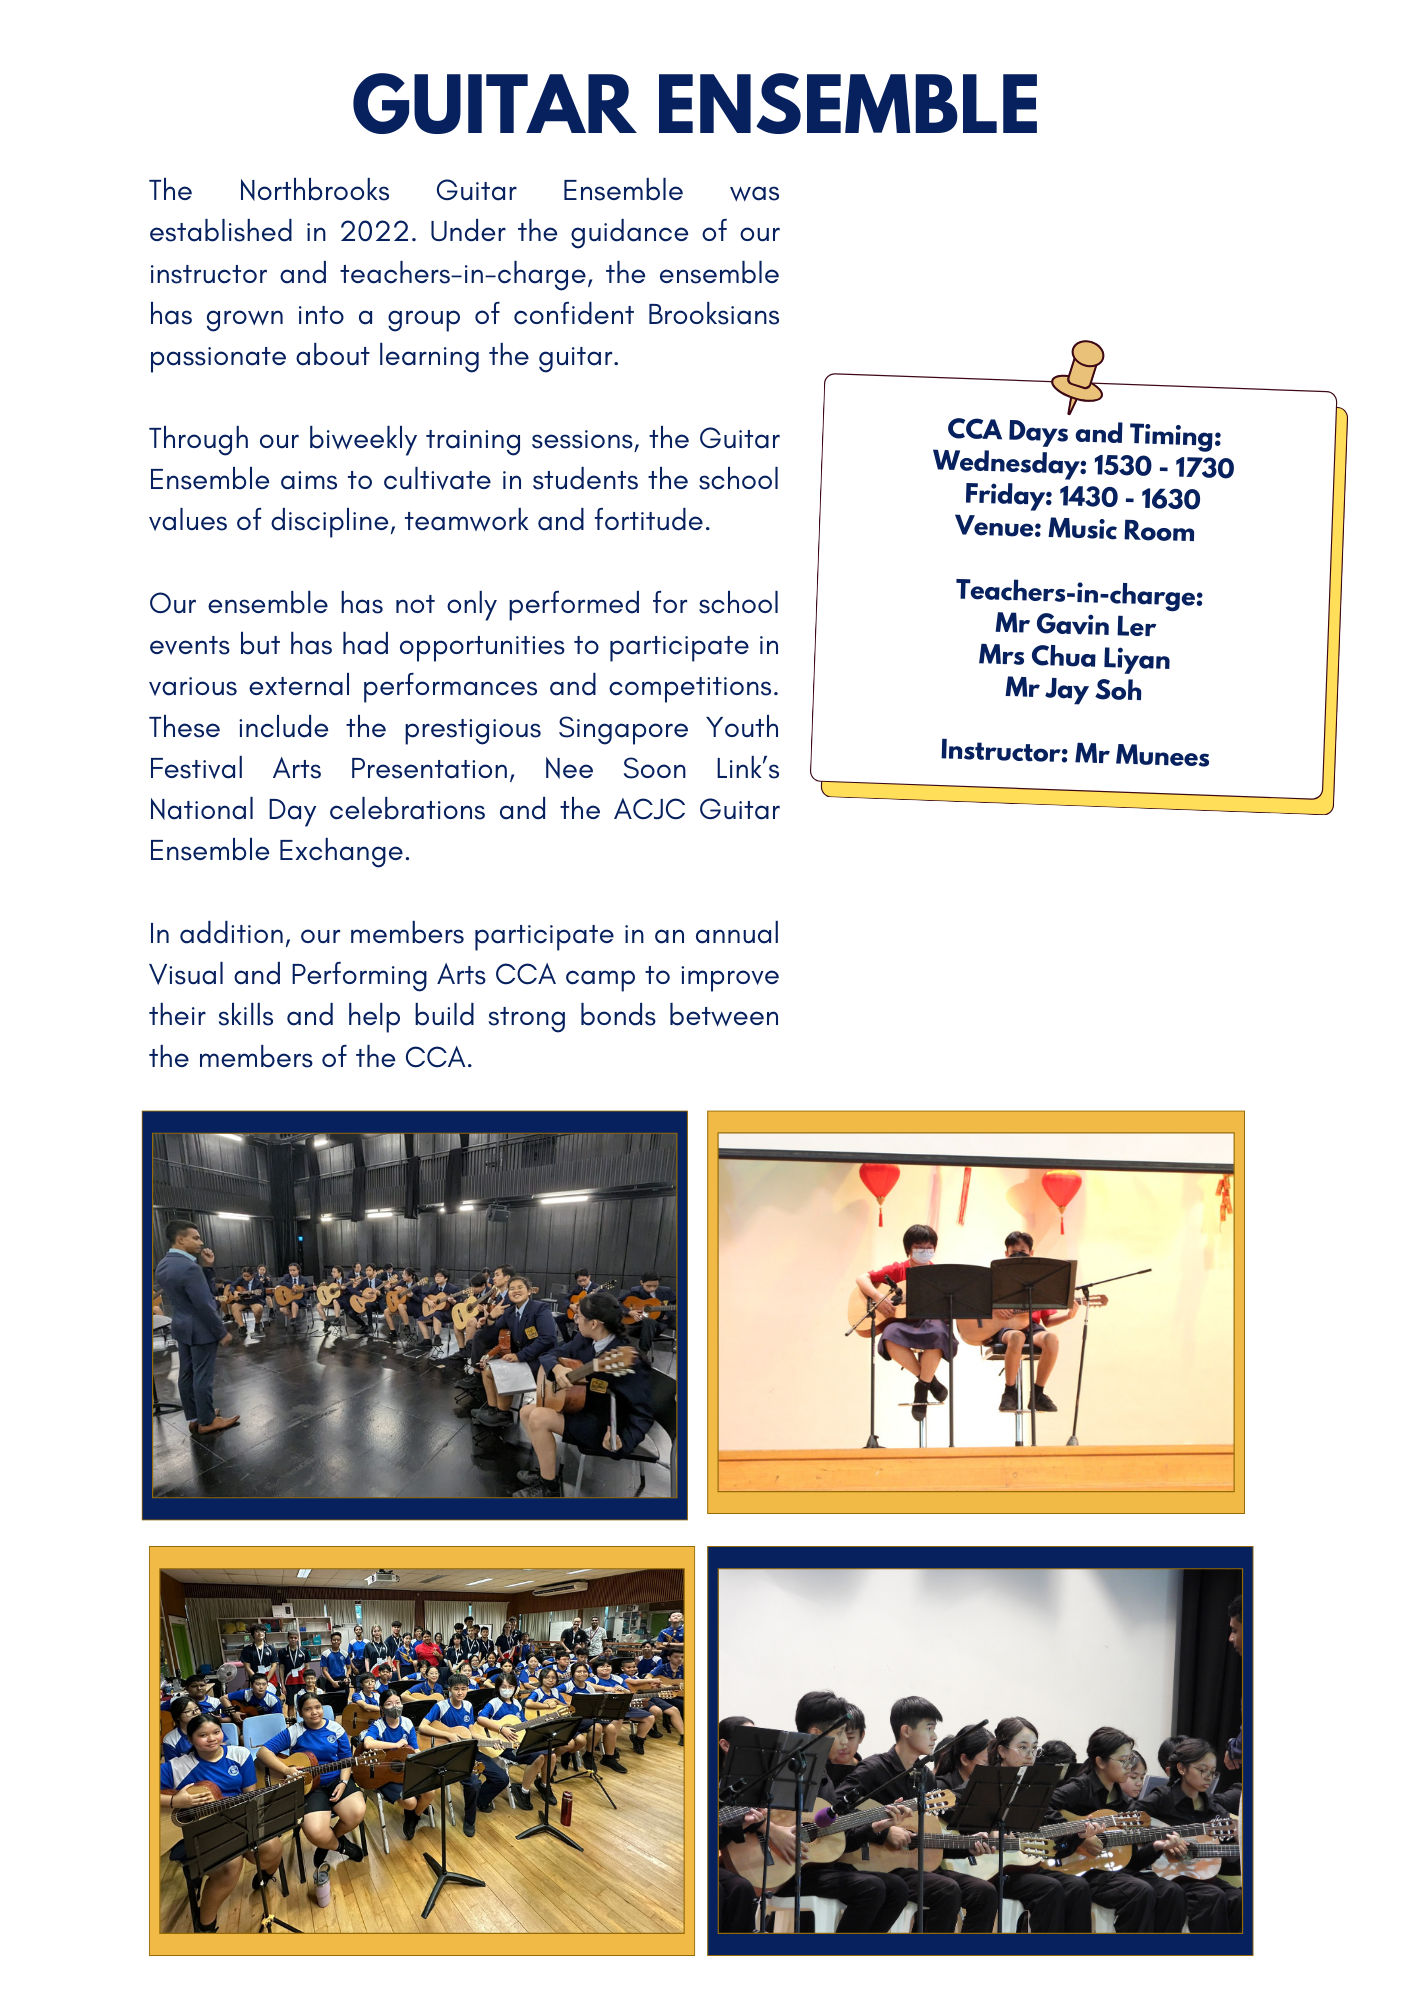 GUITAR ENSEMBLE
The Northbrooks Guitar Ensemble was
established in 2022. Under the guidance of our
instructor and teachers-in-charge, the ensemble
has grown into a group of confident Brooksians
passionate about learning the guitar.
Through our biweekly training sessions, the Guitar
Ensemble aims to cultivate in students the school
values of discipline, teamwork and fortitude.
Our ensemble has not only performed for school
events but has had opportunities to participate in
various external performances and competitions.
These include the prestigious Singapore Youth
Festival Arts Presentation, Nee Soon Link’s
National Day celebrations and the ACJC Guitar
Ensemble Exchange.
In addition, our members participate in an annual
Visual and Performing Arts CCA camp to improve
their skills and help build strong bonds between
the members of the CCA.
CCA Days and Timing:
Wednesday: 1530 - 1730
Friday: 1430 - 1630
Venue: Music Room
Teachers-in-charge:
Mr Gavin Ler
Mrs Chua Liyan
Mr Jay Soh
Instructor: Mr Munees